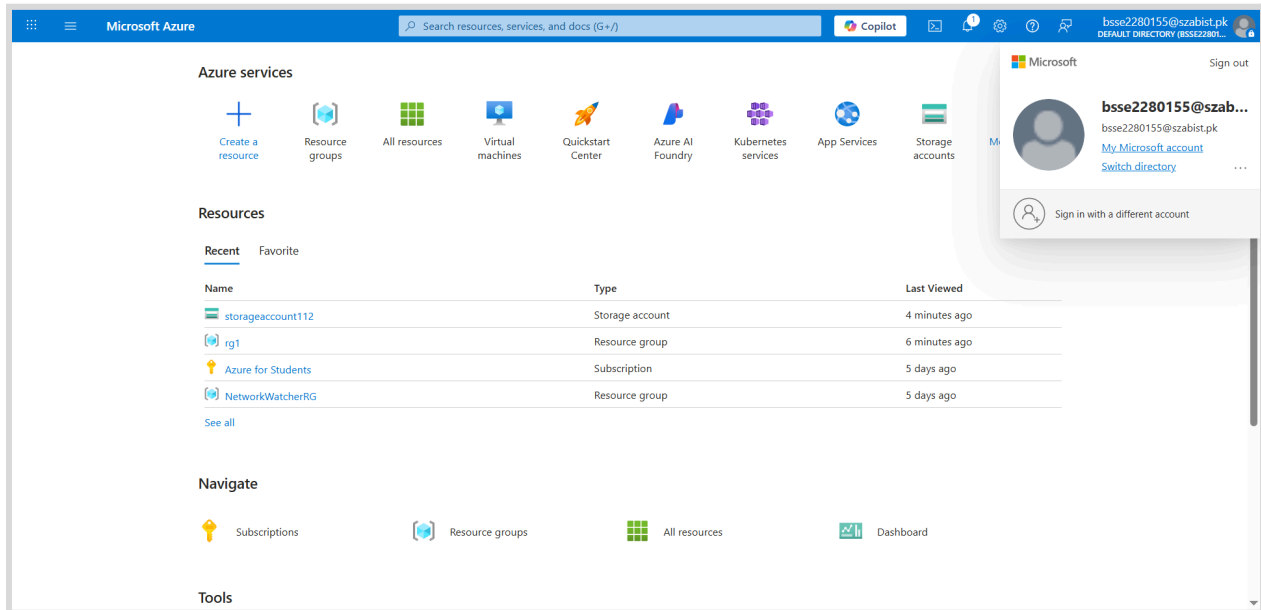 Microsoft Azure
Search resources, services, and docs (G+/)
Copilot
1
bsse2280155@szabist.pk
DEFAULT DIRECTORY (BSSE22801...
Microsoft
Sign out
bsse2280155@szab...
bsse2280155@szabist.pk
My Microsoft account
Switch directory
...
Sign in with a different account
Azure services
Create a resource
Resource groups
All resources
Virtual machines
Quickstart Center
Azure AI Foundry
Kubernetes services
App Services
Storage accounts
Resources
Recent Favorite
Name Type Last Viewed
storageaccount112 Storage account 4 minutes ago
rg1 Resource group 6 minutes ago
Azure for Students Subscription 5 days ago
NetworkWatcherRG Resource group 5 days ago
See all
Navigate
Subscriptions Resource groups All resources Dashboard
Tools